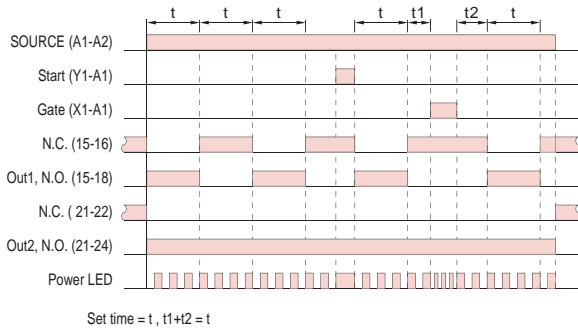 t t t t t1 t2 t
SOURCE (A1-A2)
Start (Y1-A1)
Gate (X1-A1)
N.C. (15-16)
Out1, N.O. (15-18)
N.C. ( 21-22)
Out2, N.O. (21-24)
Power LED
Set time = t , t1+t2 = t